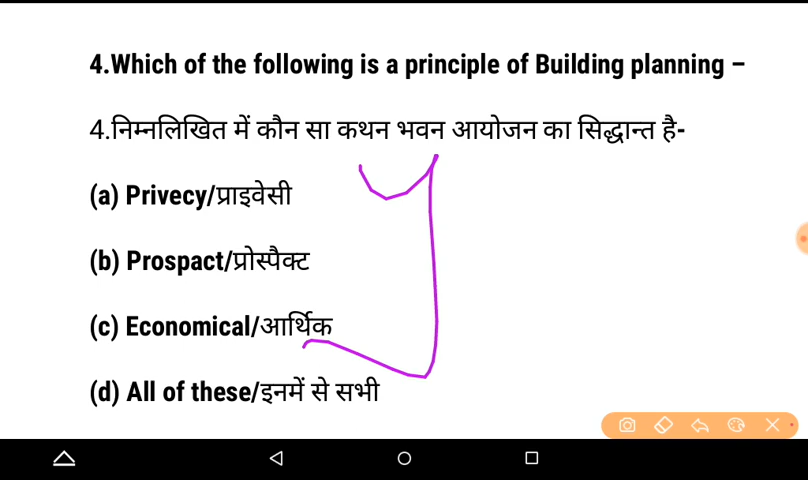 4.Which of the following is a principle of Building planning –
4.निम्नलिखित में कौन सा कथन भवन आयोजन का सिद्धान्त है-
(a) Privecy/प्राइवेसी
(b) Prospact/प्रोस्पैक्ट
(c) Economical/आर्थिक
(d) All of these/इनमें से सभी